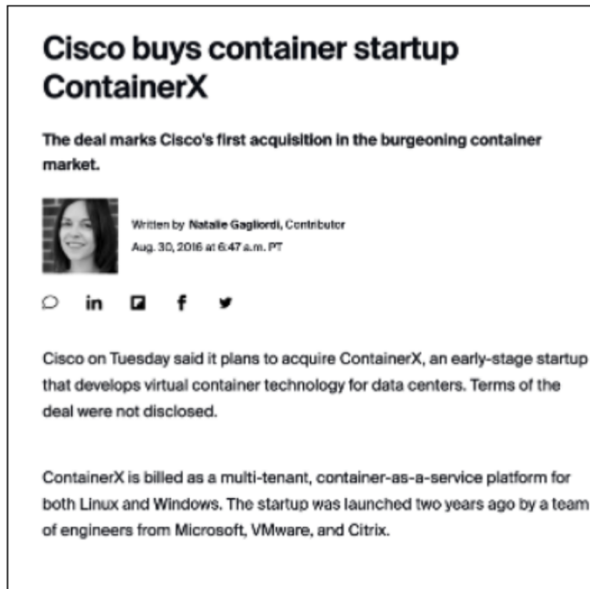 Cisco buys container startup
ContainerX
The deal marks Cisco's first acquisition in the burgeoning container
market.
Written by Natalie Gagliordi, Contributor
Aug. 30, 2016 at 6:47 a.m. PT
Cisco on Tuesday said it plans to acquire ContainerX, an early-stage startup
that develops virtual container technology for data centers. Terms of the
deal were not disclosed.
ContainerX is billed as a multi-tenant, container-as-a-service platform for
both Linux and Windows. The startup was launched two years ago by a team
of engineers from Microsoft, VMware, and Citrix.